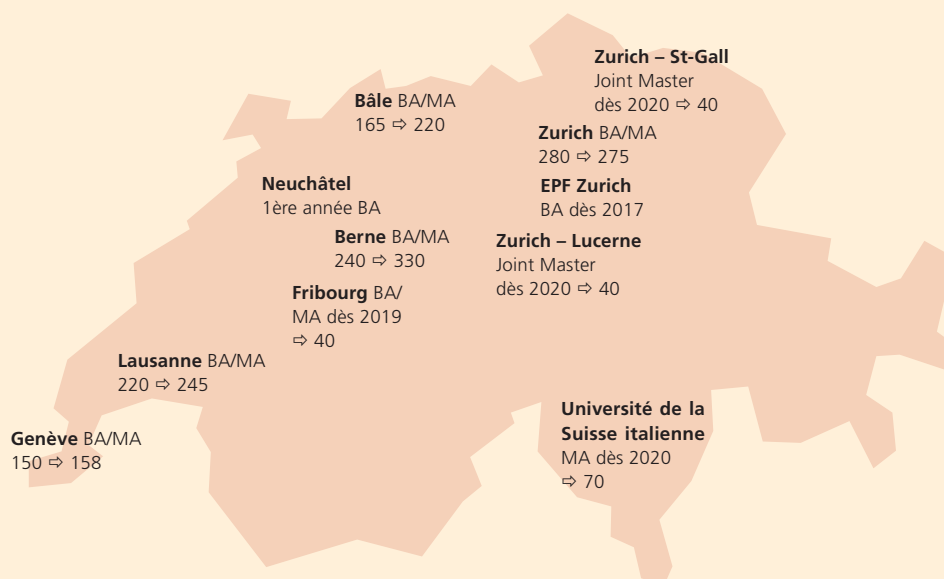 Zurich – St-Gall
Joint Master
dès 2020 ⇨ 40
Bâle BA/MA
165 ⇨ 220
Zurich BA/MA
280 ⇨ 275
Neuchâtel
1ère année BA
EPF Zurich
BA dès 2017
Berne BA/MA
240 ⇨ 330
Zurich – Lucerne
Joint Master
dès 2020 ⇨ 40
Fribourg BA/
MA dès 2019
⇨ 40
Lausanne BA/MA
220 ⇨ 245
Genève BA/MA
150 ⇨ 158
Université de la
Suisse italienne
MA dès 2020
⇨ 70